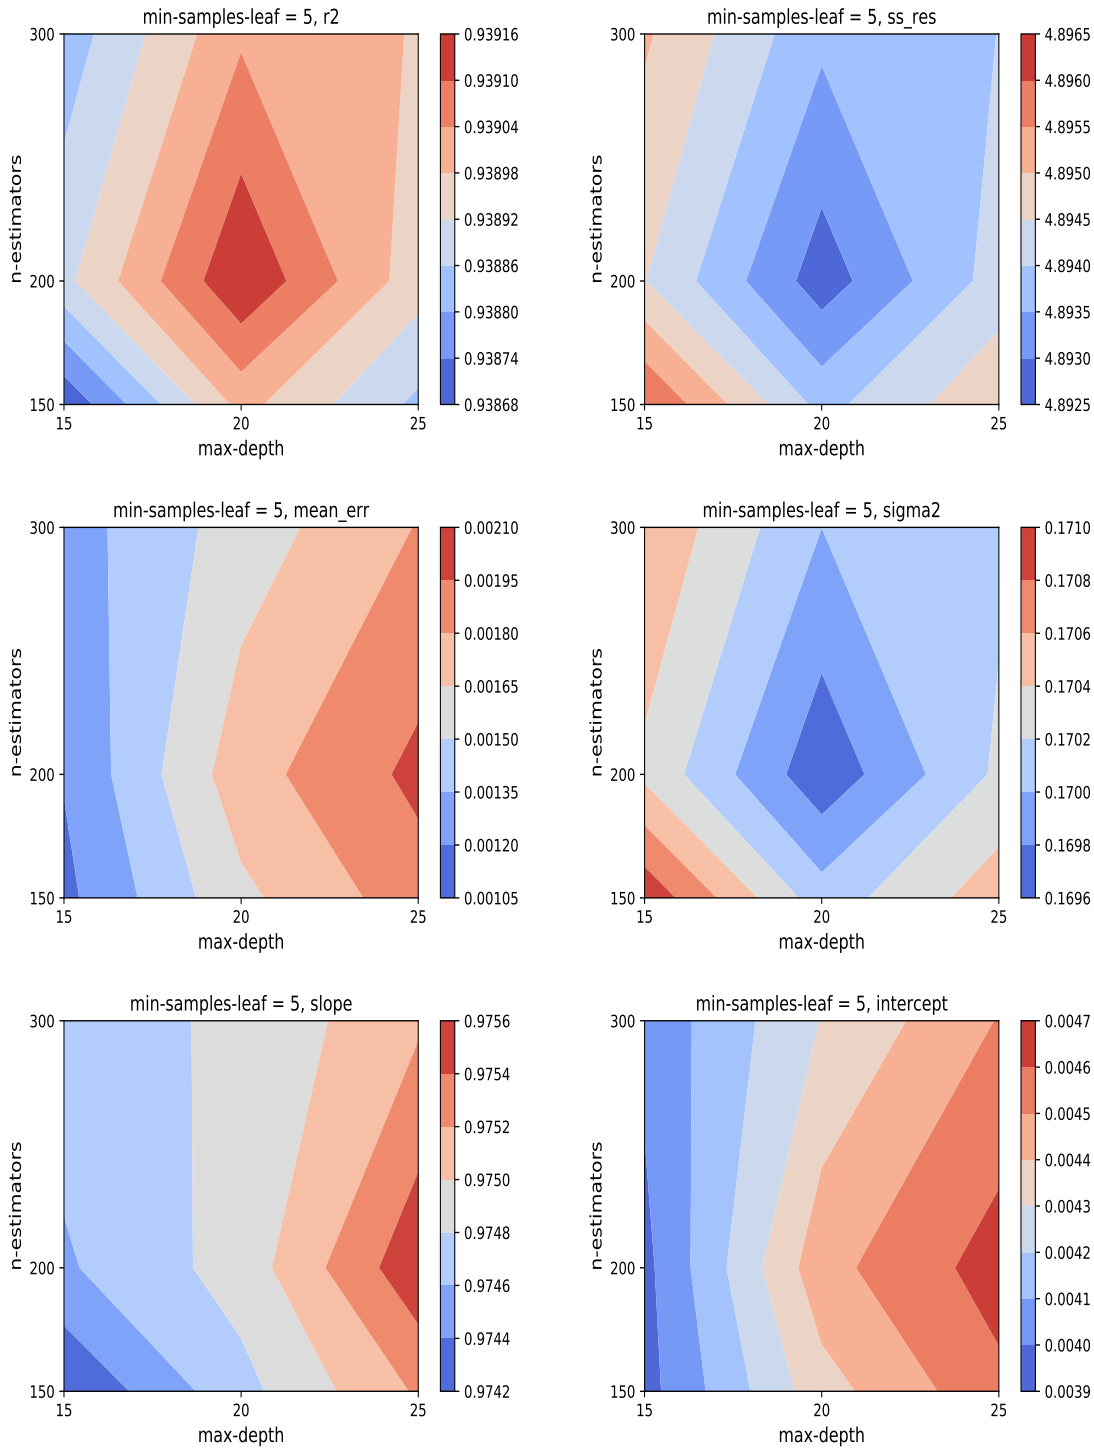 min-samples-leaf = 5, r2
300
200
150
n-estimators
15 20 25
max-depth
0.93916
0.93910
0.93904
0.93898
0.93892
0.93886
0.93880
0.93874
0.93868
min-samples-leaf = 5, ss_res
300
200
150
n-estimators
15 20 25
max-depth
4.8965
4.8960
4.8955
4.8950
4.8945
4.8940
4.8935
4.8930
4.8925
min-samples-leaf = 5, mean_err
300
200
150
n-estimators
15 20 25
max-depth
0.00210
0.00195
0.00180
0.00165
0.00150
0.00135
0.00120
0.00105
min-samples-leaf = 5, sigma2
300
200
150
n-estimators
15 20 25
max-depth
0.1710
0.1708
0.1706
0.1704
0.1702
0.1700
0.1698
0.1696
min-samples-leaf = 5, slope
300
200
150
n-estimators
15 20 25
max-depth
0.9756
0.9754
0.9752
0.9750
0.9748
0.9746
0.9744
0.9742
min-samples-leaf = 5, intercept
300
200
150
n-estimators
15 20 25
max-depth
0.0047
0.0046
0.0045
0.0044
0.0043
0.0042
0.0041
0.0040
0.0039